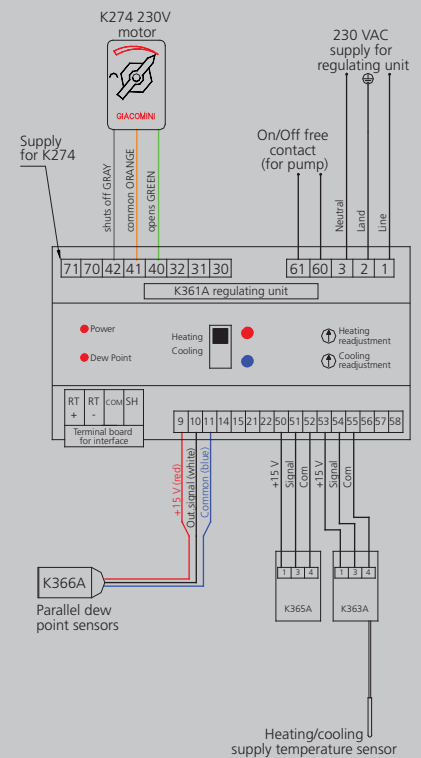 K274 230V
motor
GIACOMINI
230 VAC
supply for
regulating unit
On/Off free
contact
(for pump)
Supply
for K274
shuts off GRAY
common ORANGE
opens GREEN
Neutral
Land
Line
71 70 42 41 40 32 31 30
61 60 3 2 1
K361A regulating unit
Power
Dew Point
Heating
Cooling
Heating
readjustment
Cooling
readjustment
RT + RT - COM SH
Terminal board
for interface
9 10 11 14 15 21 22 50 51 52 53 54 55 56 57 58
+15 V (red)
Out.signal (white)
Common (blue)
+15 V
Signal
Com
+15 V
Signal
Com
K366A
Parallel dew
point sensors
1 3 4
K365A
1 3 4
K363A
Heating/cooling
supply temperature sensor